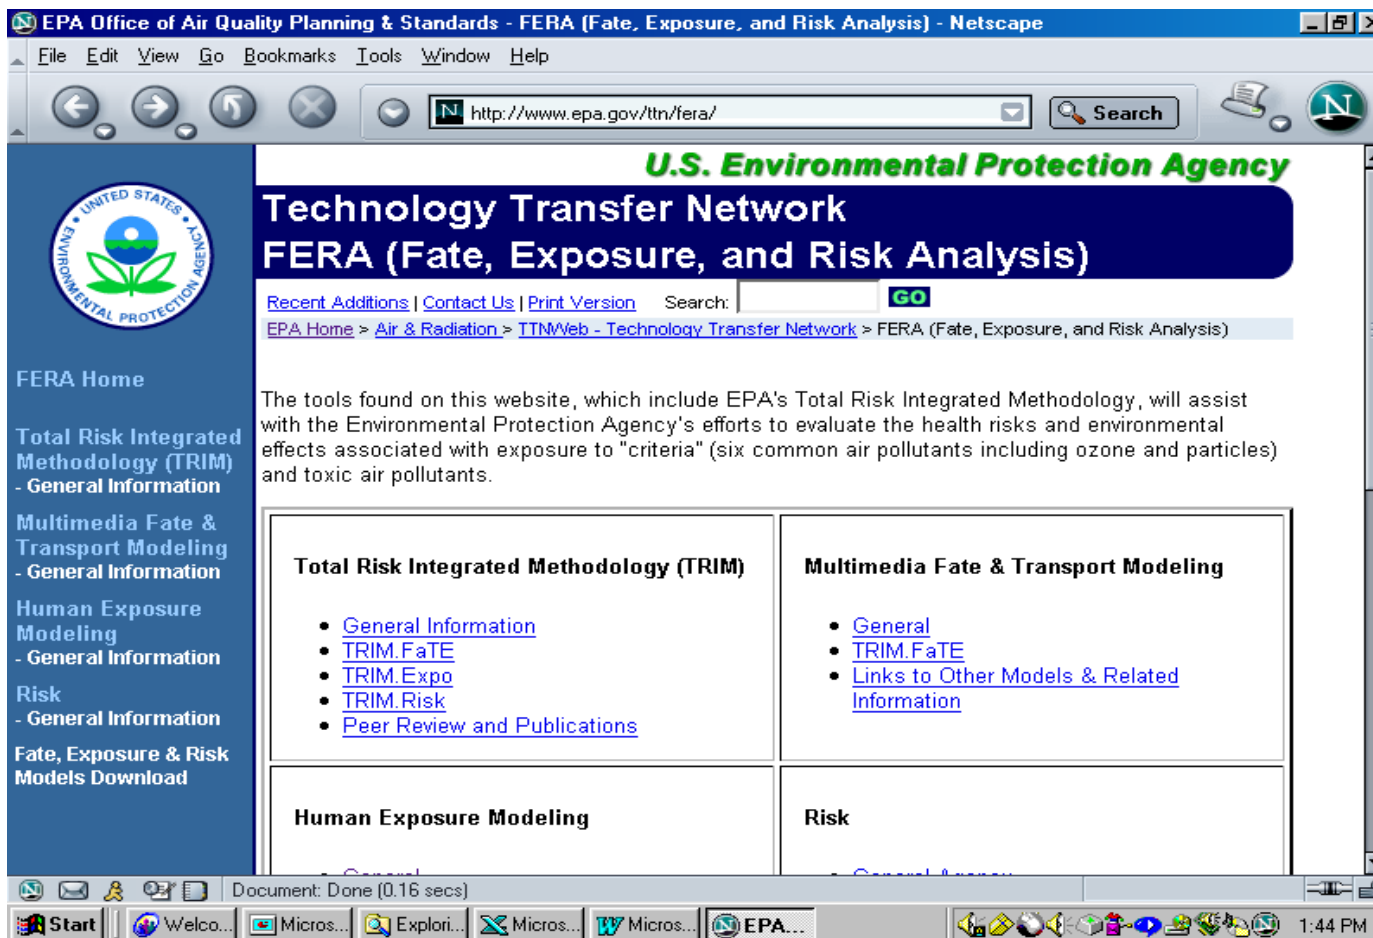 EPA Office of Air Quality Planning & Standards - FERA (Fate, Exposure, and Risk Analysis) - Netscape
File Edit View Go Bookmarks Tools Window Help
http://www.epa.gov/ttn/fera/ Search
U.S. Environmental Protection Agency
UNITED STATES ENVIRONMENTAL PROTECTION AGENCY
Technology Transfer Network
FERA (Fate, Exposure, and Risk Analysis)
Recent Additions | Contact Us | Print Version Search: GO
EPA Home > Air & Radiation > TTNWeb - Technology Transfer Network > FERA (Fate, Exposure, and Risk Analysis)
FERA Home
Total Risk Integrated
Methodology (TRIM)
- General Information
Multimedia Fate &
Transport Modeling
- General Information
Human Exposure
Modeling
- General Information
Risk
- General Information
Fate, Exposure & Risk
Models Download
The tools found on this website, which include EPA's Total Risk Integrated Methodology, will assist
with the Environmental Protection Agency's efforts to evaluate the health risks and environmental
effects associated with exposure to "criteria" (six common air pollutants including ozone and particles)
and toxic air pollutants.
Total Risk Integrated Methodology (TRIM)
General Information
TRIM.FaTE
TRIM.Expo
TRIM.Risk
Peer Review and Publications
Multimedia Fate & Transport Modeling
General
TRIM.FaTE
Links to Other Models & Related
Information
Human Exposure Modeling
General
Risk
General Agency
Document: Done (0.16 secs)
Start Welco... Micros... Explori... Micros... Micros... EPA... 1:44 PM